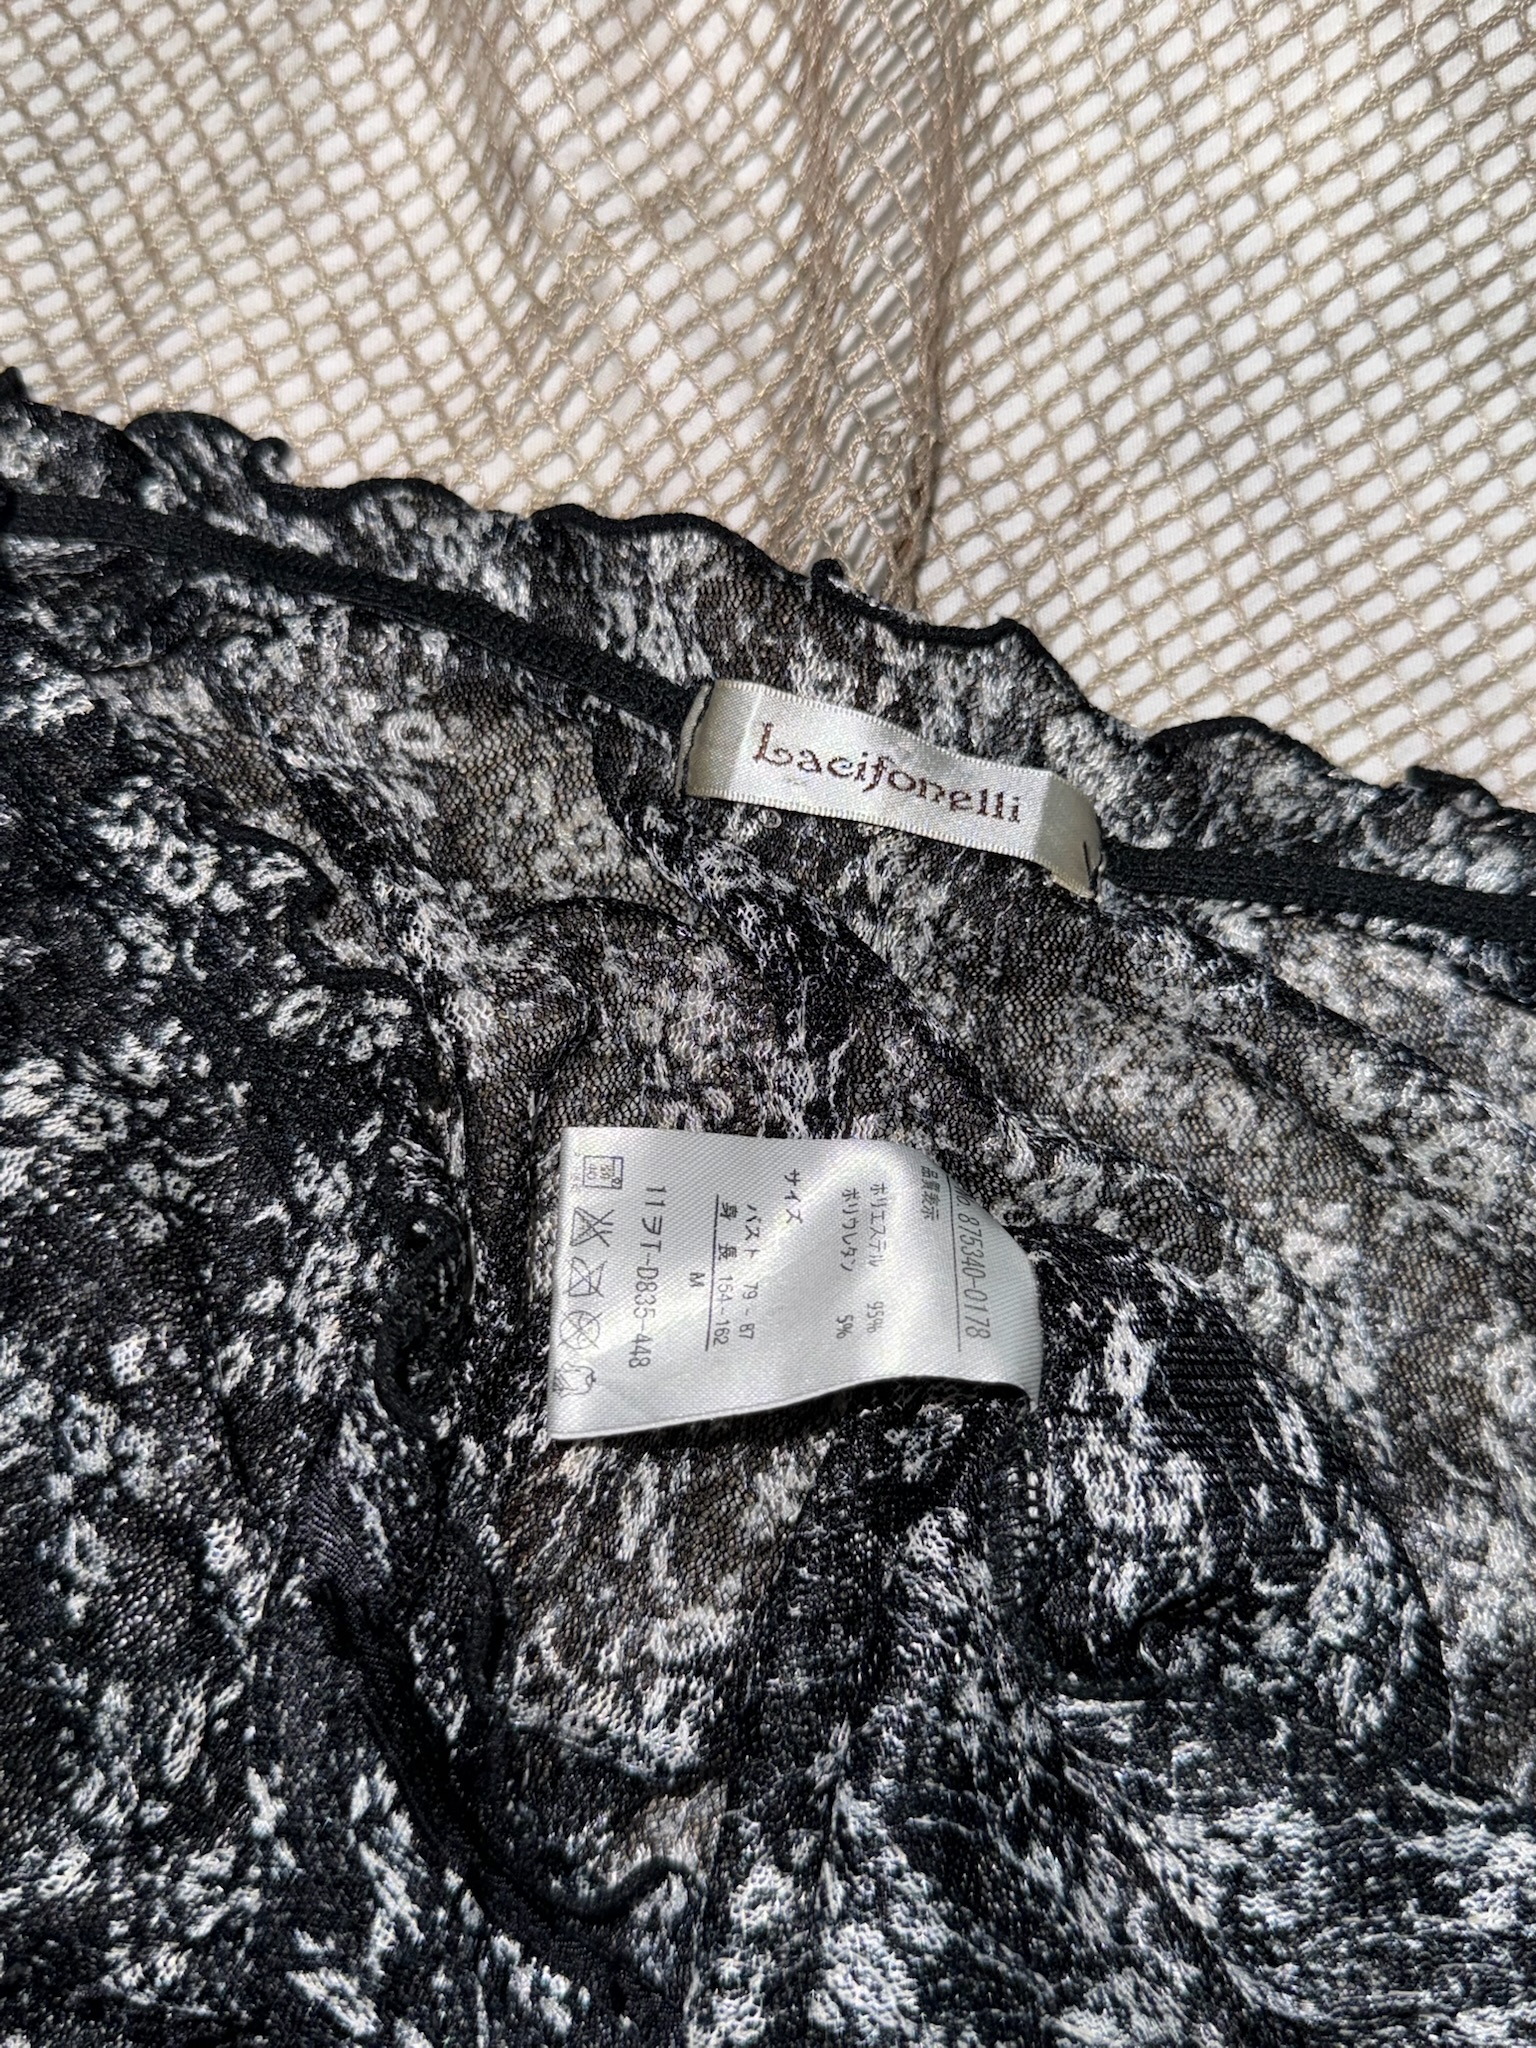 Lacifonelli
875340-0178
品質表示
ポリエステル 95%
ポリウレタン 5%
サイズ
バスト 79~87
身長 154~162
M
11ヲT-D835-448